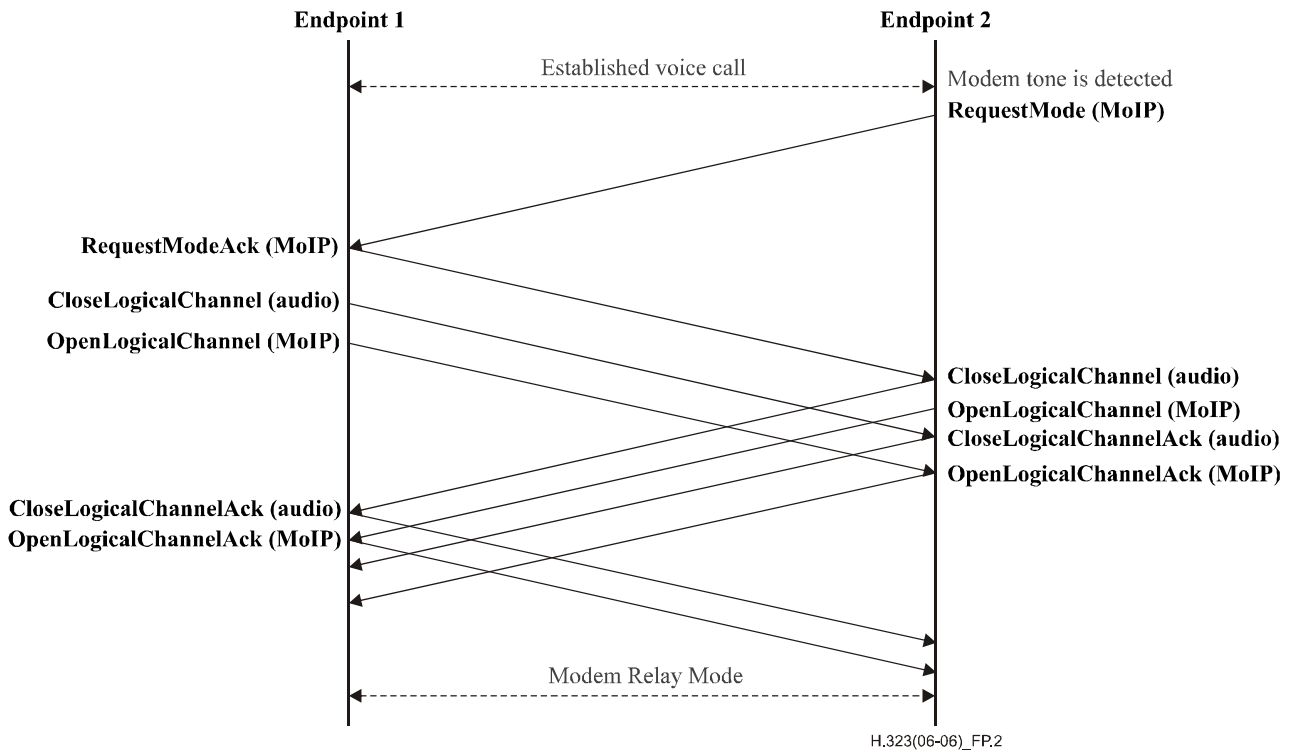 Endpoint 1
Endpoint 2
Established voice call
Modem tone is detected
RequestMode (MoIP)
RequestModeAck (MoIP)
CloseLogicalChannel (audio)
OpenLogicalChannel (MoIP)
CloseLogicalChannel (audio)
OpenLogicalChannel (MoIP)
CloseLogicalChannelAck (audio)
OpenLogicalChannelAck (MoIP)
CloseLogicalChannelAck (audio)
OpenLogicalChannelAck (MoIP)
Modem Relay Mode
H.323(06-06)_FP.2